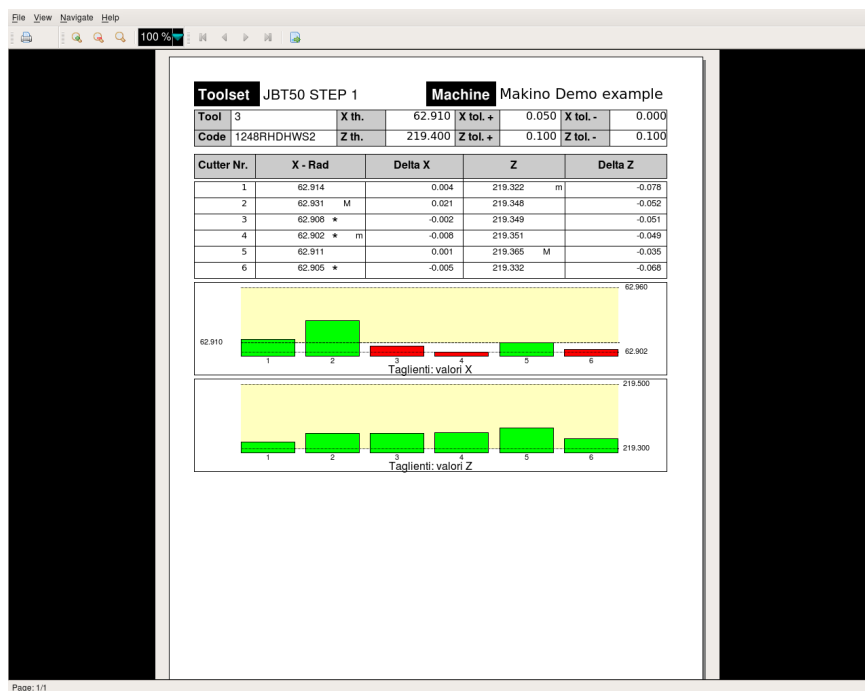 File View Navigate Help
100 %
Toolset JBT50 STEP 1 Machine Makino Demo example
Tool 3 X th. 62.910 X tol. + 0.050 X tol. - 0.000
Code 1248RHDHWS2 Z th. 219.400 Z tol. + 0.100 Z tol. - 0.100
Cutter Nr. X - Rad Delta X Z Delta Z
1 62.914 0.004 219.322 m -0.078
2 62.931 M 0.021 219.348 -0.052
3 62.908 * -0.002 219.349 -0.051
4 62.902 * m -0.008 219.351 -0.049
5 62.911 0.001 219.365 M -0.035
6 62.905 * -0.005 219.332 -0.068
62.960
62.910
62.902
1 2 3 4 5 6
Taglienti: valori X
219.500
219.300
1 2 3 4 5 6
Taglienti: valori Z
Page: 1/1